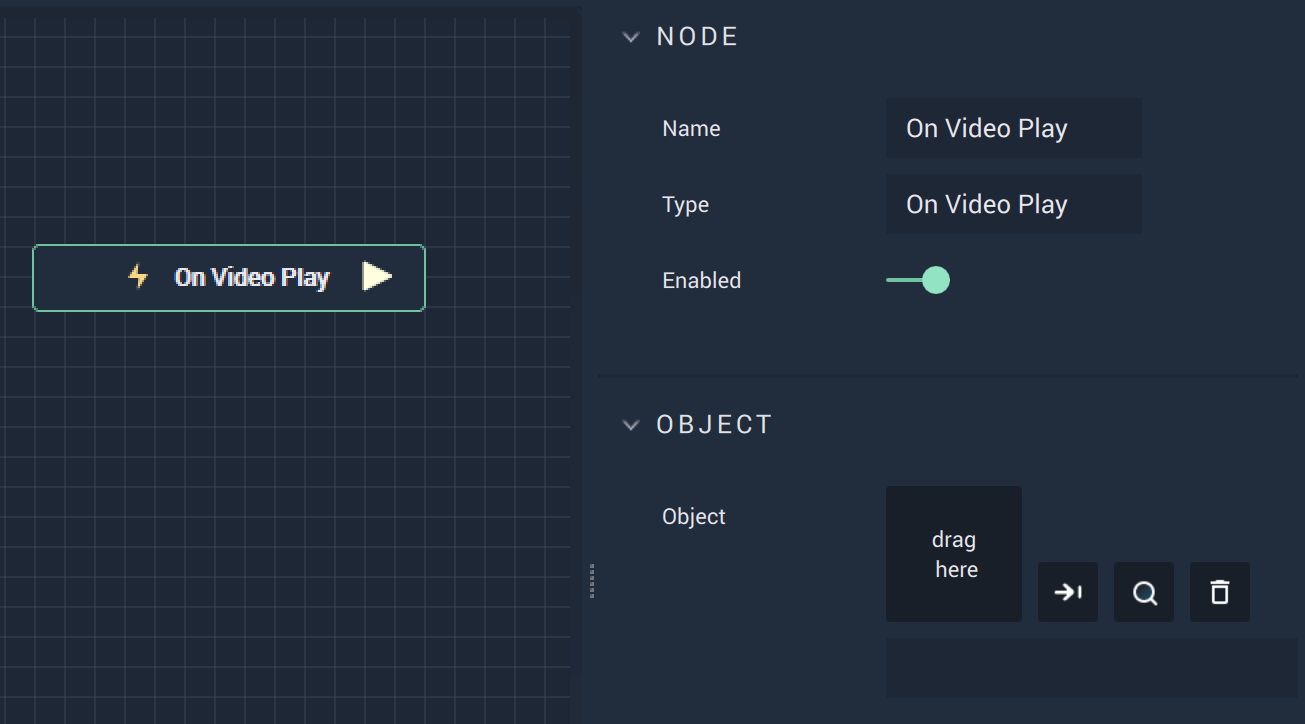 On Video Play
NODE
Name
On Video Play
Type
On Video Play
Enabled
OBJECT
Object
drag
here